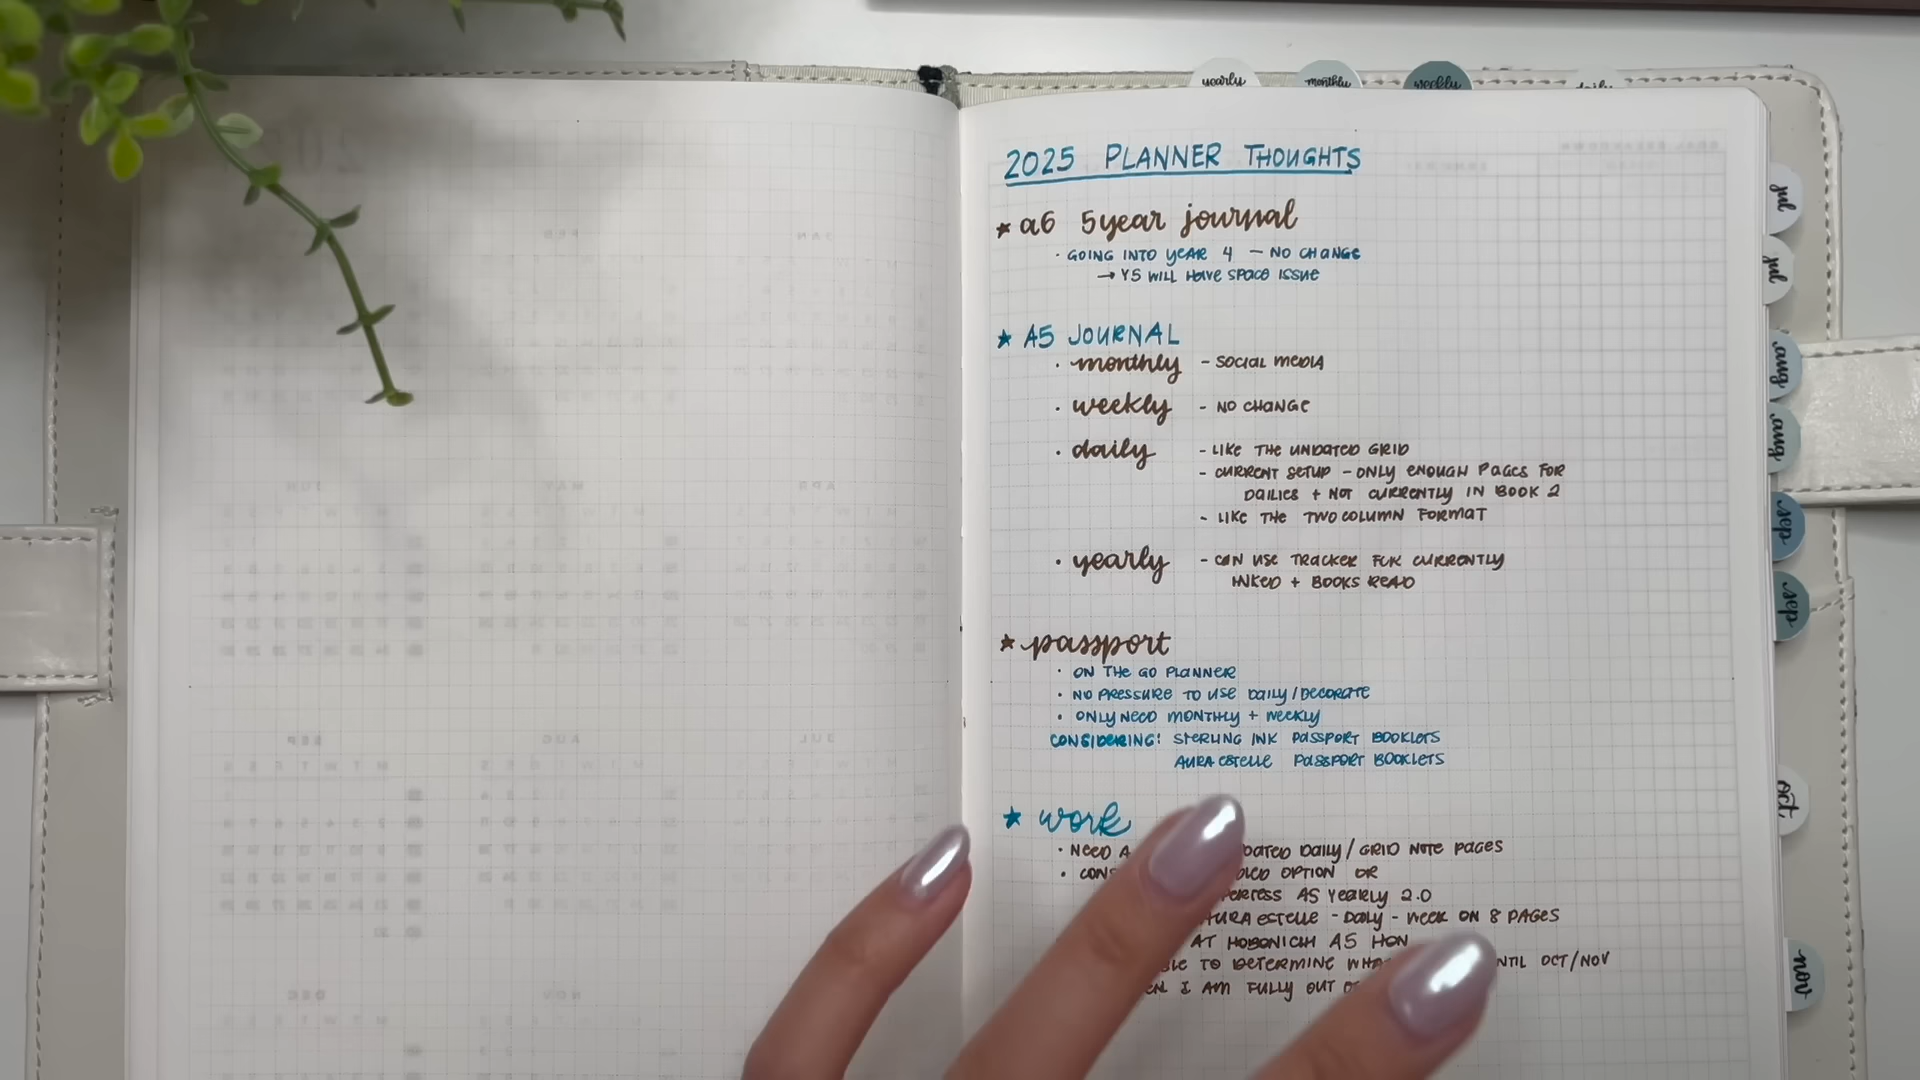 yearly
monthly
weekly
daily
2025 PLANNER THOUGHTS
★ a6 5 year journal
· GOING INTO YEAR 4 — NO CHANGE
→ Y5 WILL HAVE SPACE ISSUE
★ A5 JOURNAL
· monthly - SOCIAL MEDIA
· weekly - NO CHANGE
· daily - LIKE THE UNDATED GRID
- CURRENT SETUP - ONLY ENOUGH PAGES FOR
DAILIES + NOT CURRENTLY IN BOOK 2
- LIKE THE TWO COLUMN FORMAT
· yearly - CAN USE TRACKER FOR CURRENTLY
INKED + BOOKS READ
★ passport
· ON THE GO PLANNER
· NO PRESSURE TO USE DAILY/DECORATE
· ONLY NEED MONTHLY + WEEKLY
CONSIDERING: STERLING INK PASSPORT BOOKLETS
AURA ESTELLE PASSPORT BOOKLETS
★ work
· NEED A DAILY/GRID NOTE PAGES
· OPTION OR
AS YEARLY 2.0
AURA ESTELLE - DAILY - WEEK ON 8 PAGES
AT HOBONICHI A5 HON
TO DETERMINE OCT/NOV
I AM FULLY OUT
jul
jul
aug
aug
sep
sep
oct
nov